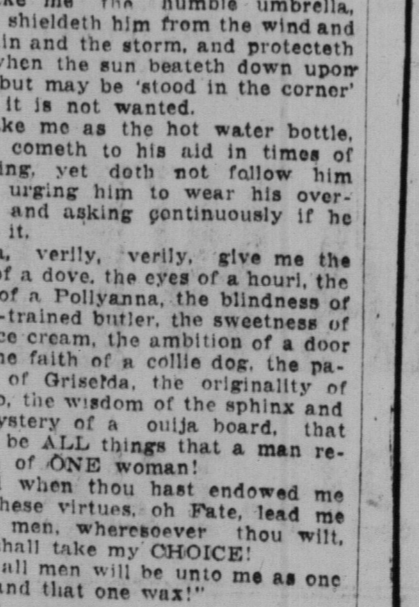 me the humble umbrella,
shieldeth him from the wind and
in and the storm, and protecteth
when the sun beateth down upon
but may be 'stood in the corner'
it is not wanted.
ke me as the hot water bottle,
cometh to his aid in times of
ing, yet doth not follow him
urging him to wear his over-
and asking continuously if he
it.
verily, verily, give me the
of a dove, the eyes of a houri, the
of a Pollyanna, the blindness of
-trained butler, the sweetness of
ce cream, the ambition of a door
he faith of a collie dog, the pa-
of Griselda, the originality of
the wisdom of the sphinx and
ystery of a ouija board, that
be ALL things that a man re-
of ONE woman!
when thou hast endowed me
hese virtues, oh Fate, lead me
men, wheresoever thou wilt,
hall take my CHOICE!
all men will be unto me as one
and that one wax!"